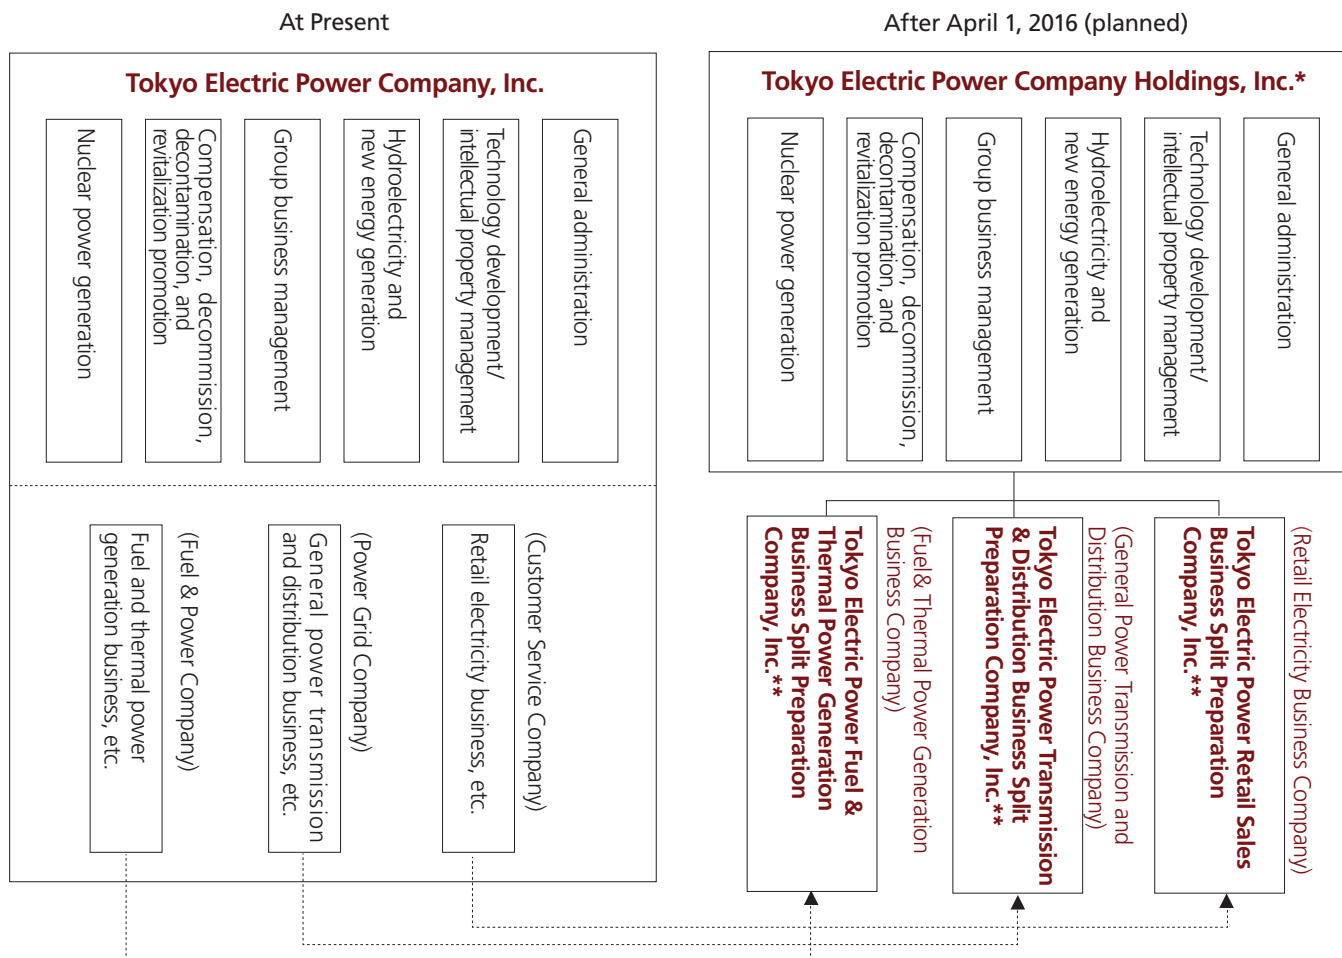 At Present
Tokyo Electric Power Company, Inc.
Nuclear power generation
Compensation, decommission,
decontamination, and
revitalization promotion
Group business management
Hydroelectricity and
new energy generation
Technology development/
intellectual property management
General administration
Fuel and thermal power
generation business, etc.
(Fuel & Power Company)
General power transmission
and distribution business, etc.
(Power Grid Company)
Retail electricity business, etc.
(Customer Service Company)
After April 1, 2016 (planned)
Tokyo Electric Power Company Holdings, Inc.*
Nuclear power generation
Compensation, decommission,
decontamination, and
revitalization promotion
Group business management
Hydroelectricity and
new energy generation
Technology development/
intellectual property management
General administration
Tokyo Electric Power Fuel &
Thermal Power Generation
Business Split Preparation
Company, Inc.**
(Fuel& Thermal Power Generation
Business Company)
Tokyo Electric Power Transmission
& Distribution Business Split
Preparation Company, Inc.**
(General Power Transmission and
Distribution Business Company)
Tokyo Electric Power Retail Sales
Business Split Preparation
Company, Inc.**
(Retail Electricity Business Company)